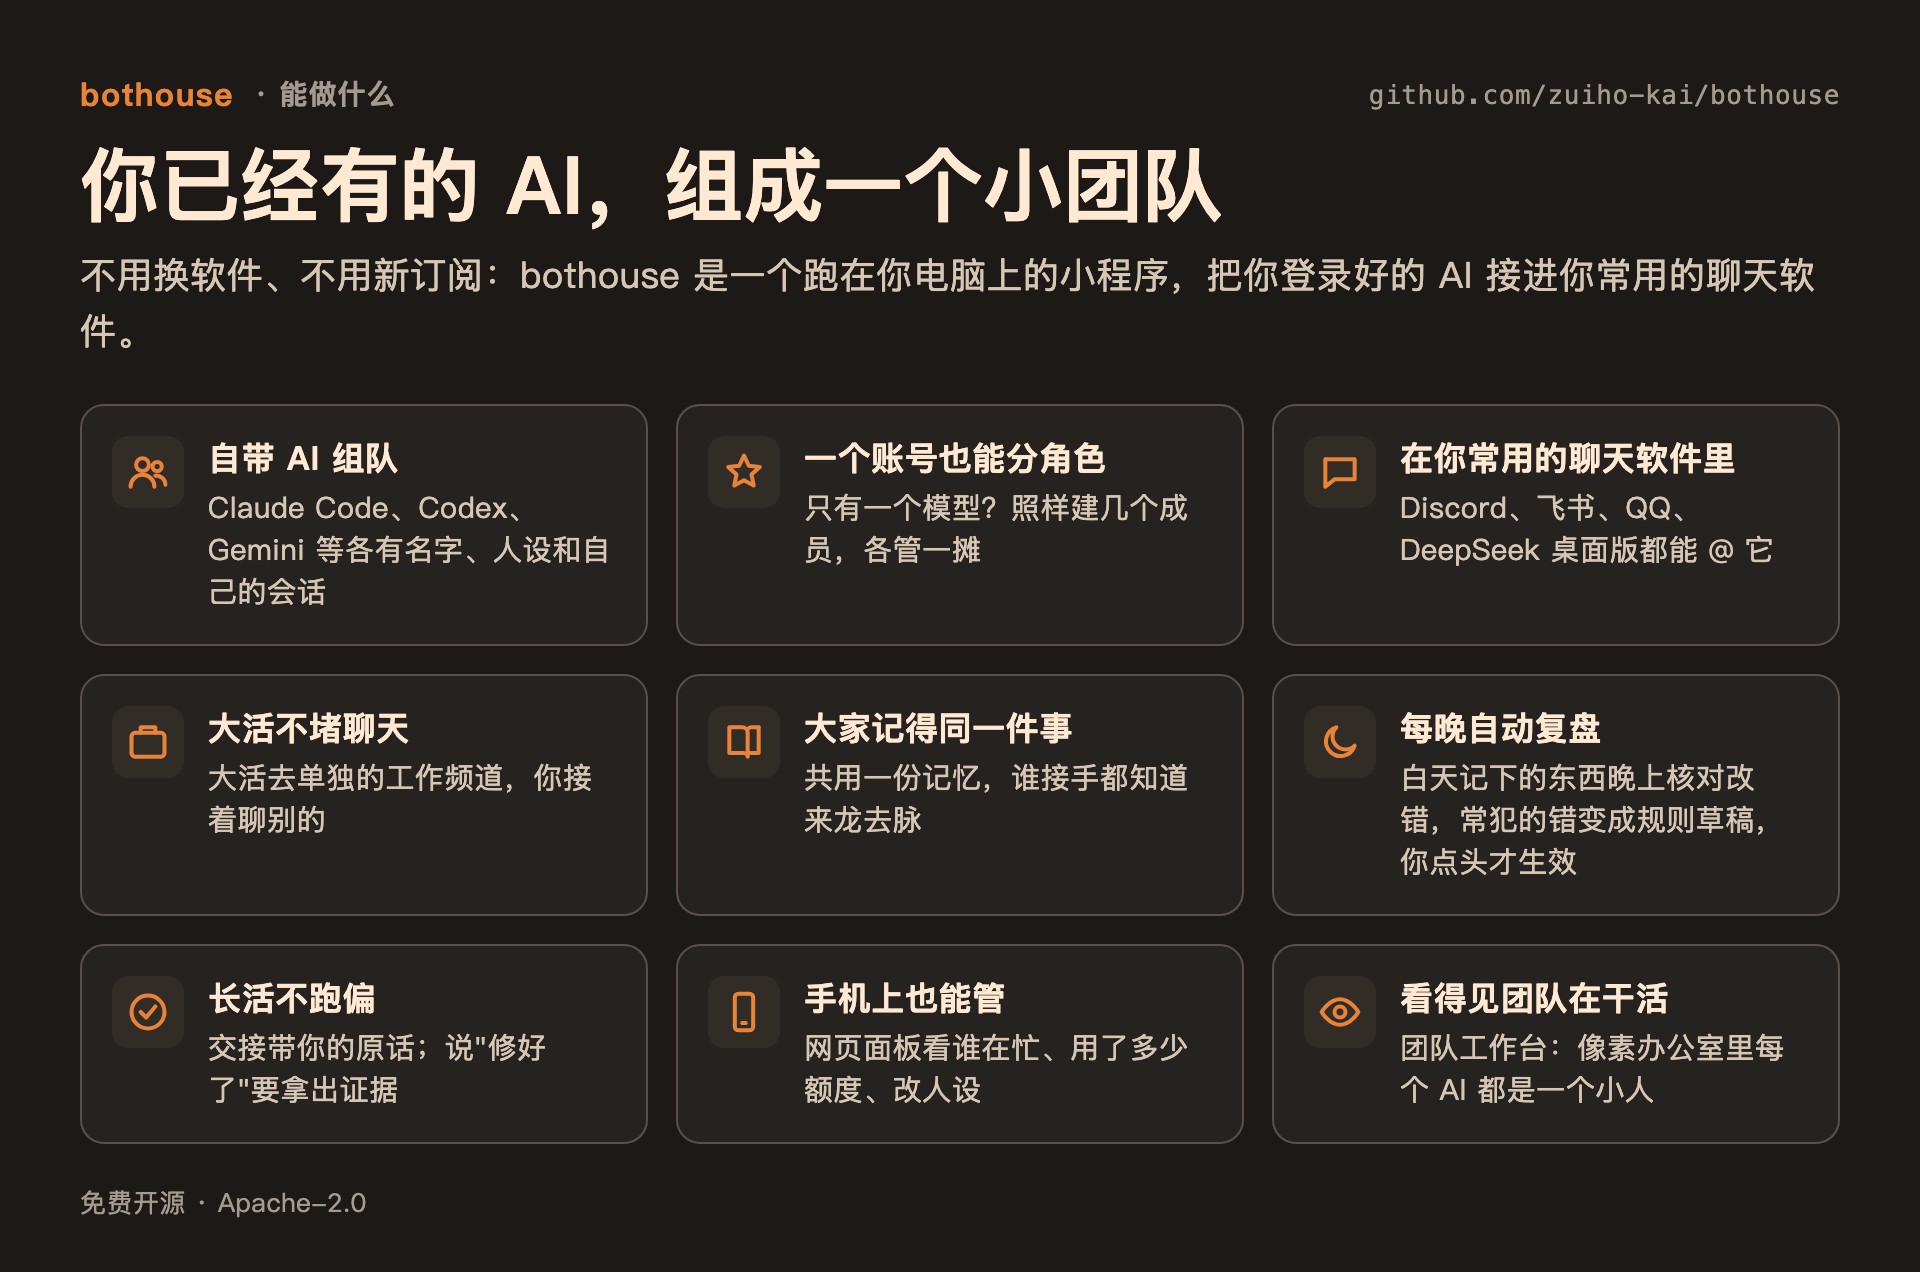 bothouse · 能做什么
github.com/zuiho-kai/bothouse
你已经有的 AI，组成一个小团队
不用换软件、不用新订阅：bothouse 是一个跑在你电脑上的小程序，把你登录好的 AI 接进你常用的聊天软
件。
自带 AI 组队
Claude Code、Codex、
Gemini 等各有名字、人设和自
己的会话
一个账号也能分角色
只有一个模型？照样建几个成
员，各管一摊
在你常用的聊天软件里
Discord、飞书、QQ、
DeepSeek 桌面版都能 @ 它
大活不堵聊天
大活去单独的工作频道，你接
着聊别的
大家记得同一件事
共用一份记忆，谁接手都知道
来龙去脉
每晚自动复盘
白天记下的东西晚上核对改
错，常犯的错变成规则草稿，
你点头才生效
长活不跑偏
交接带你的原话；说"修好
了"要拿出证据
手机上也能管
网页面板看谁在忙、用了多少
额度、改人设
看得见团队在干活
团队工作台：像素办公室里每
个 AI 都是一个小人
免费开源 · Apache-2.0